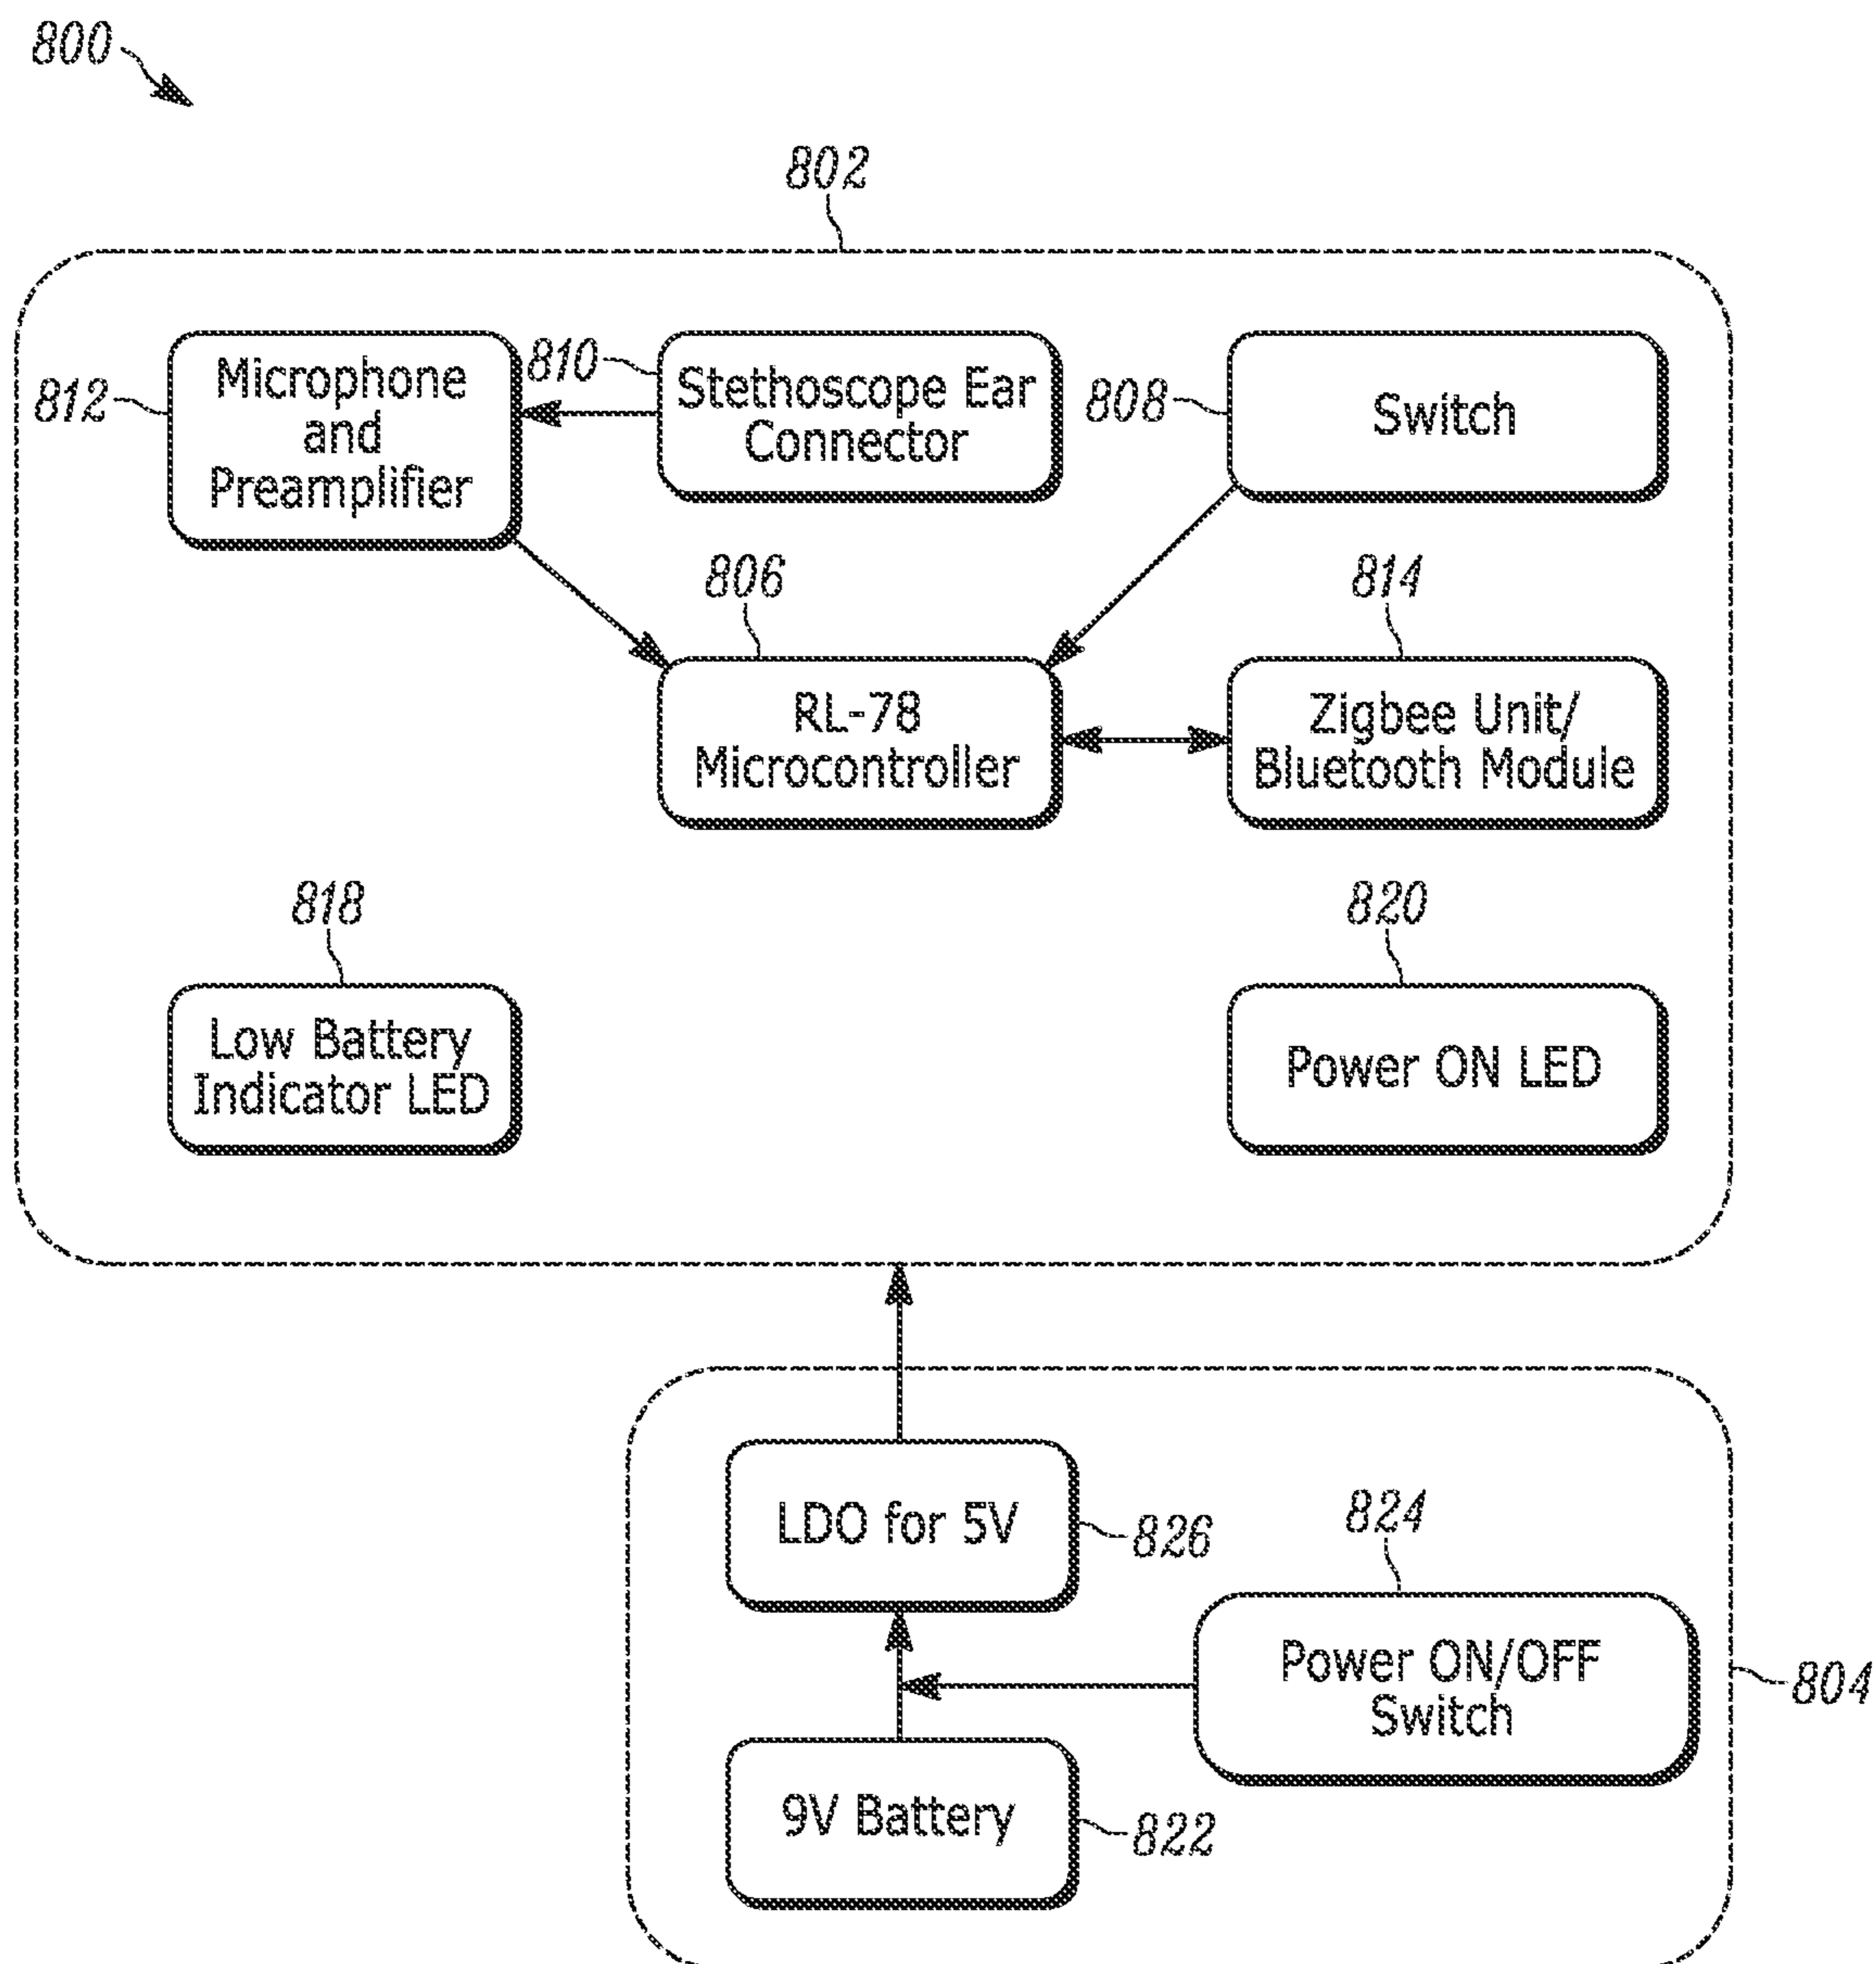 800
802
812
Microphone
and
Preamplifier
810
Stethoscope Ear
Connector
808
Switch
806
RL-78
Microcontroller
814
Zigbee Unit/
Bluetooth Module
818
Low Battery
Indicator LED
820
Power ON LED
LDO for 5V
826
824
Power ON/OFF
Switch
804
9V Battery
822